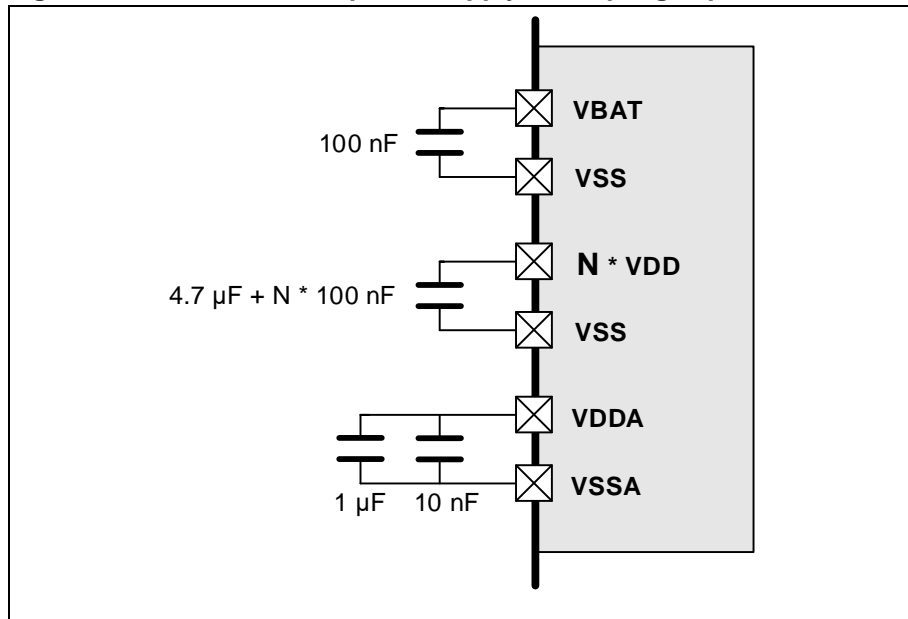 VBAT
100 nF
VSS
N * VDD
4.7 µF + N * 100 nF
VSS
VDDA
VSSA
1 µF 10 nF